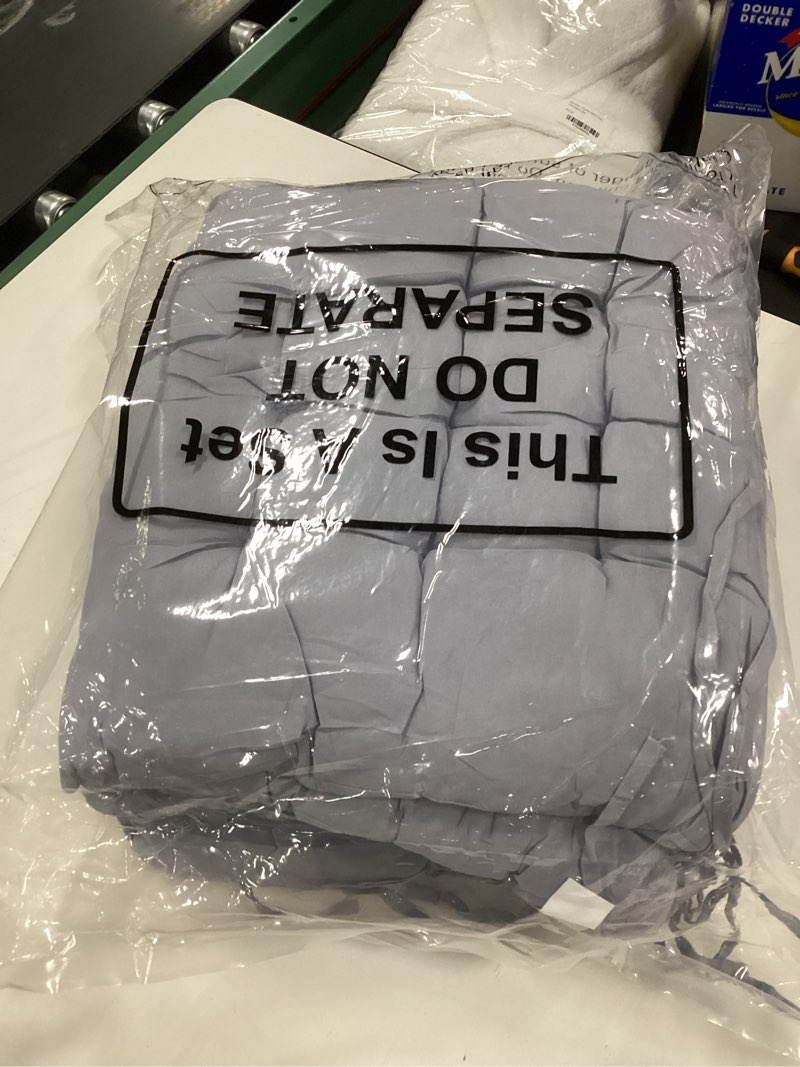 This Is A Set
DO NOT
SEPARATE
DOUBLE
DECKER